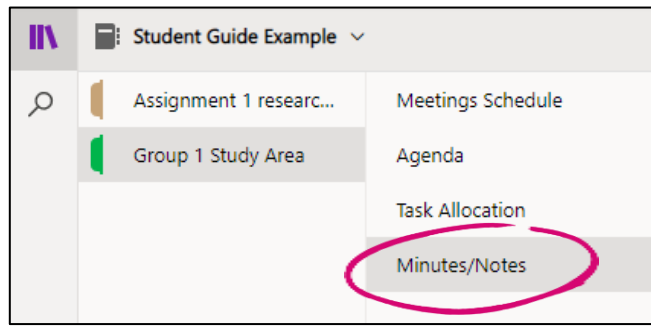 Student Guide Example
Assignment 1 researc...
Group 1 Study Area
Meetings Schedule
Agenda
Task Allocation
Minutes/Notes